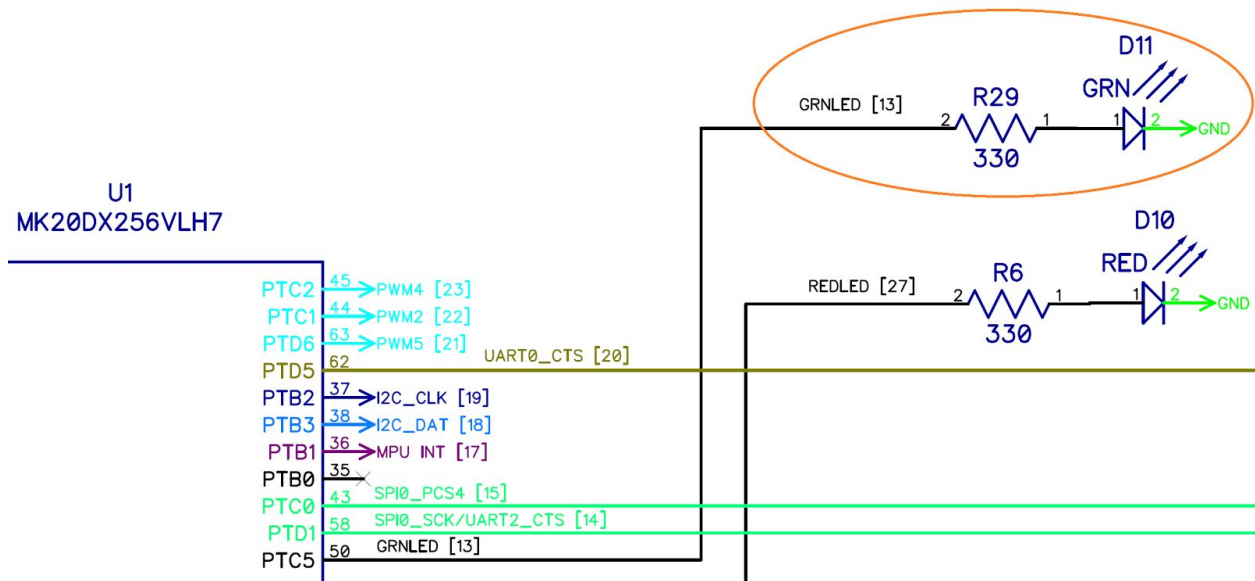 D11
GRN
GRNLED [13]
R29
2 1 1 2 GND
330
U1
MK20DX256VLH7
D10
RED
REDLED [27]
R6
2 1 1 2 GND
330
PTC2 45 PWM4 [23]
PTC1 44 PWM2 [22]
PTD6 63 PWM5 [21]
PTD5 62 UART0_CTS [20]
PTB2 37 I2C_CLK [19]
PTB3 38 I2C_DAT [18]
PTB1 36 MPU INT [17]
PTB0 35
PTC0 43 SPI0_PCS4 [15]
PTD1 58 SPI0_SCK/UART2_CTS [14]
PTC5 50 GRNLED [13]